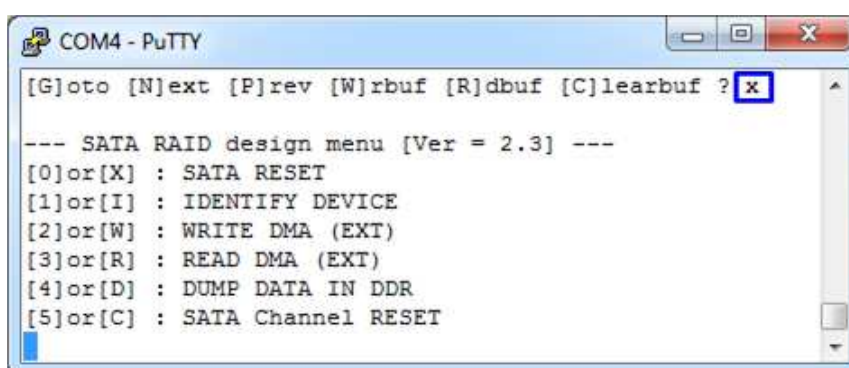 COM4 - PuTTY
[G]oto [N]ext [P]rev [W]rbuf [R]dbuf [C]learbuf ? x
--- SATA RAID design menu [Ver = 2.3] ---
[0]or[X] : SATA RESET
[1]or[I] : IDENTIFY DEVICE
[2]or[W] : WRITE DMA (EXT)
[3]or[R] : READ DMA (EXT)
[4]or[D] : DUMP DATA IN DDR
[5]or[C] : SATA Channel RESET